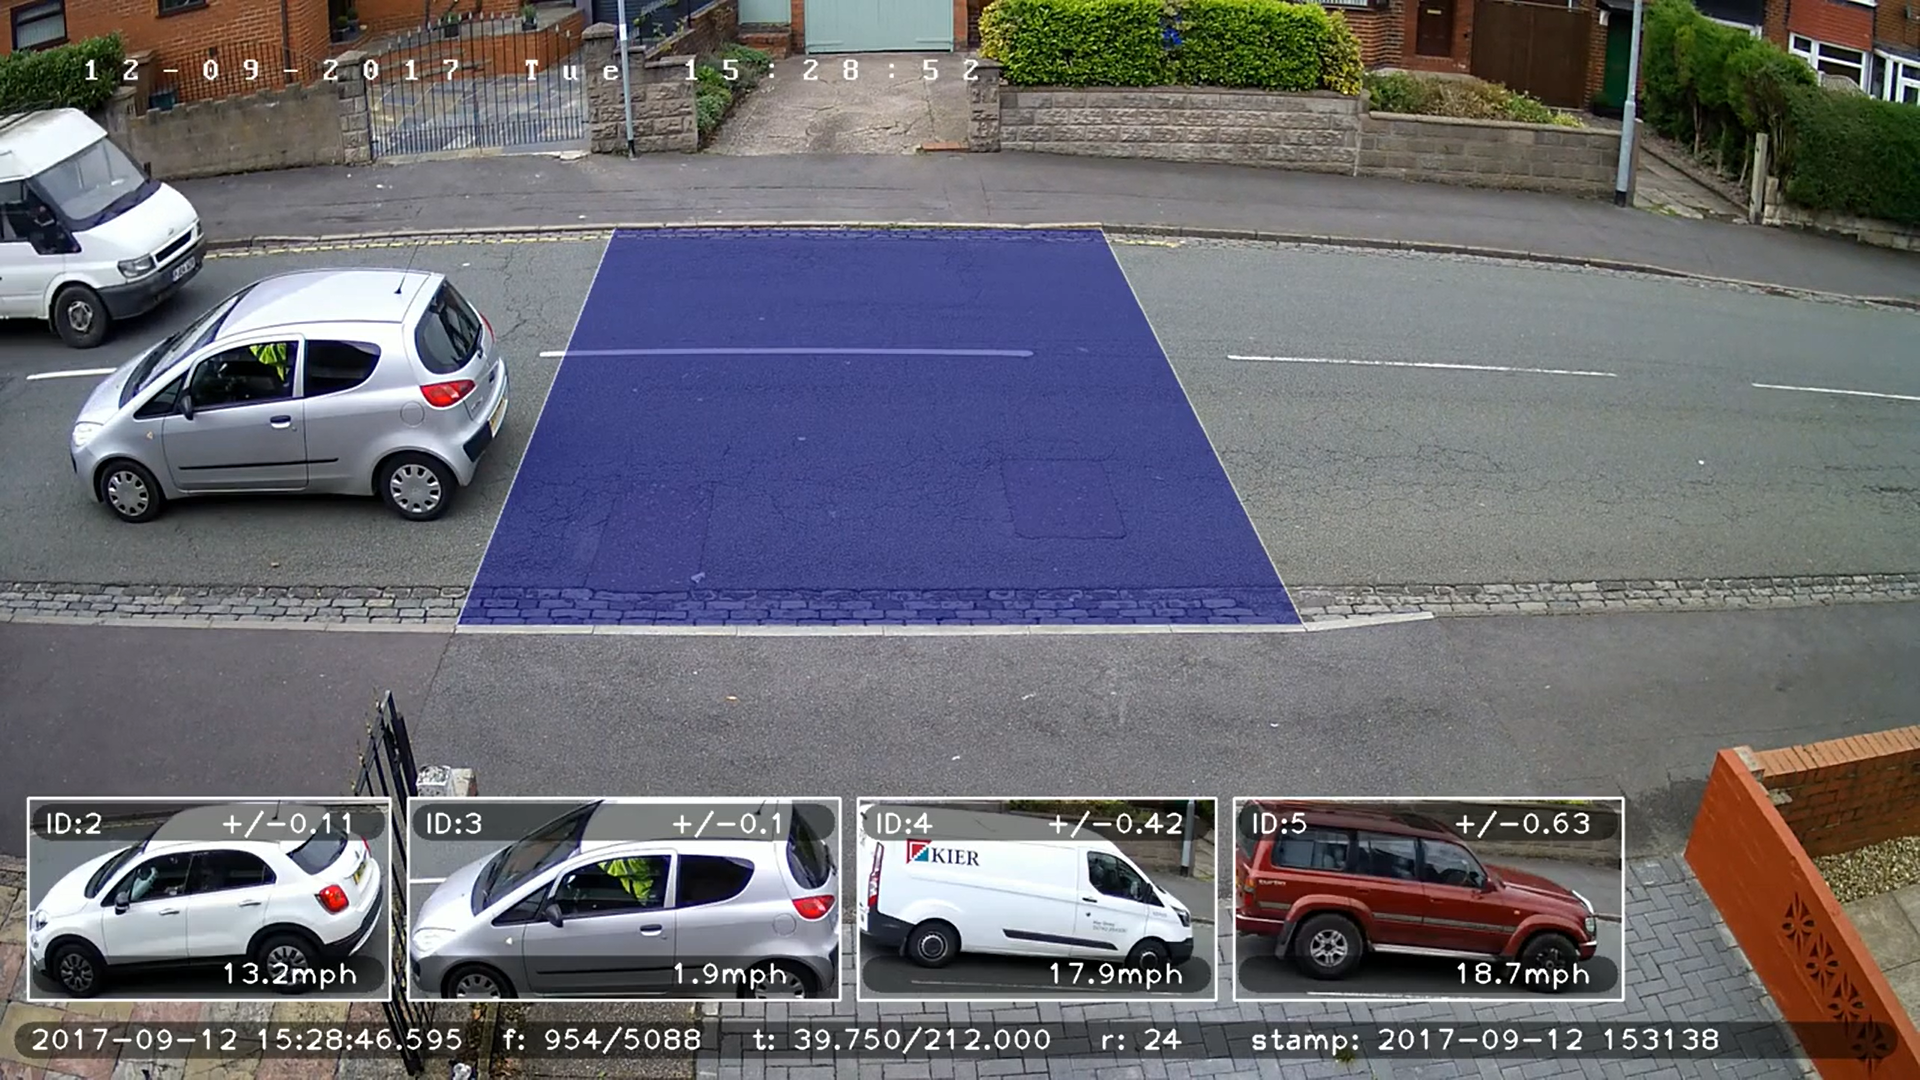 12-09-2017 Tue 15:28:52
ID:2 +/-0.11
13.2mph
ID:3 +/-0.1
1.9mph
ID:4 +/-0.42
KIER
17.9mph
ID:5 +/-0.63
turbo
18.7mph
2017-09-12 15:28:46.595 f: 954/5088 t: 39.750/212.000 r: 24 stamp: 2017-09-12 153138